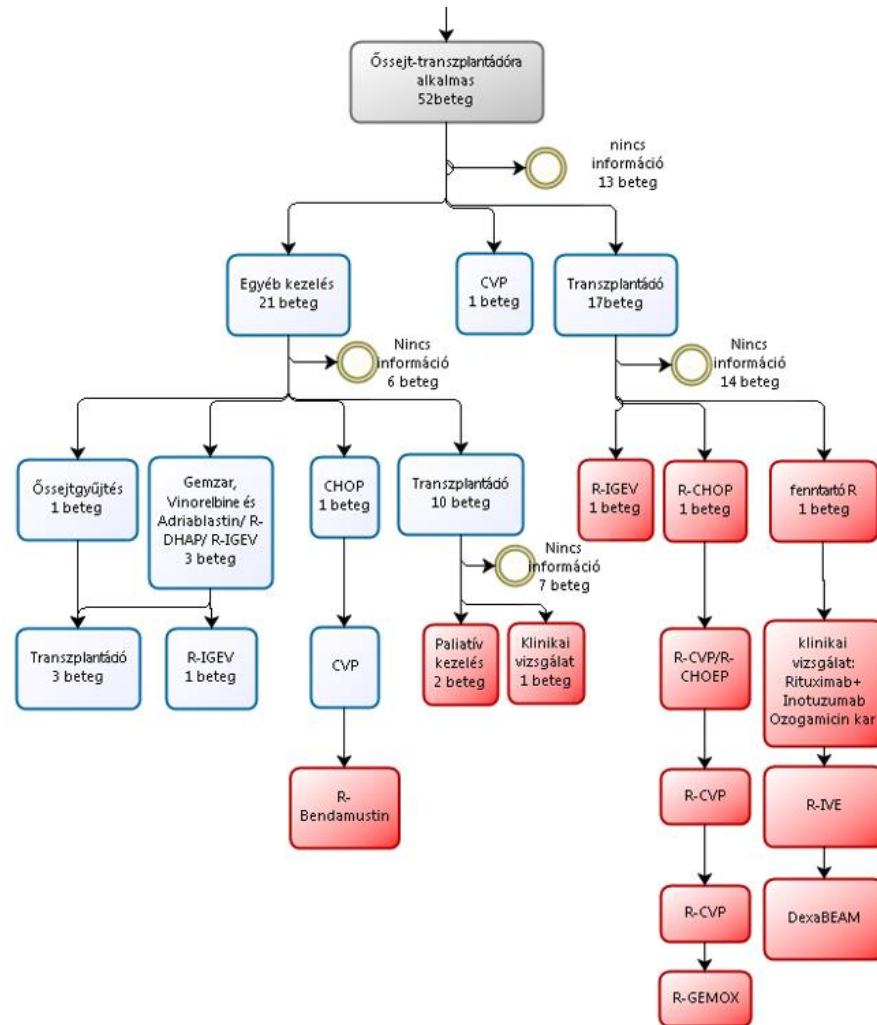 Őssejt-transzplantációra
alkalmas
52beteg
nincs
információ
13 beteg
Egyéb kezelés
21 beteg
CVP
1 beteg
Transzplantáció
17beteg
Nincs
információ
6 beteg
Nincs
információ
14 beteg
Őssejtgyűjtés
1 beteg
Gemzar,
Vinorelbine és
Adriablastin/ R-
DHAP/ R-IGEV
3 beteg
CHOP
1 beteg
Transzplantáció
10 beteg
R-IGEV
1 beteg
R-CHOP
1 beteg
fenntartó R
1 beteg
Nincs
információ
7 beteg
Transzplantáció
3 beteg
R-IGEV
1 beteg
CVP
Paliatív
kezelés
2 beteg
Klinikai
vizsgálat
1 beteg
R-CVP/R-
CHOEP
klinikai
vizsgálat:
Rituximab+
Inotuzumab
Ozogamicin kar
R-
Bendamustin
R-CVP
R-IVE
R-CVP
DexaBEAM
R-GEMOX